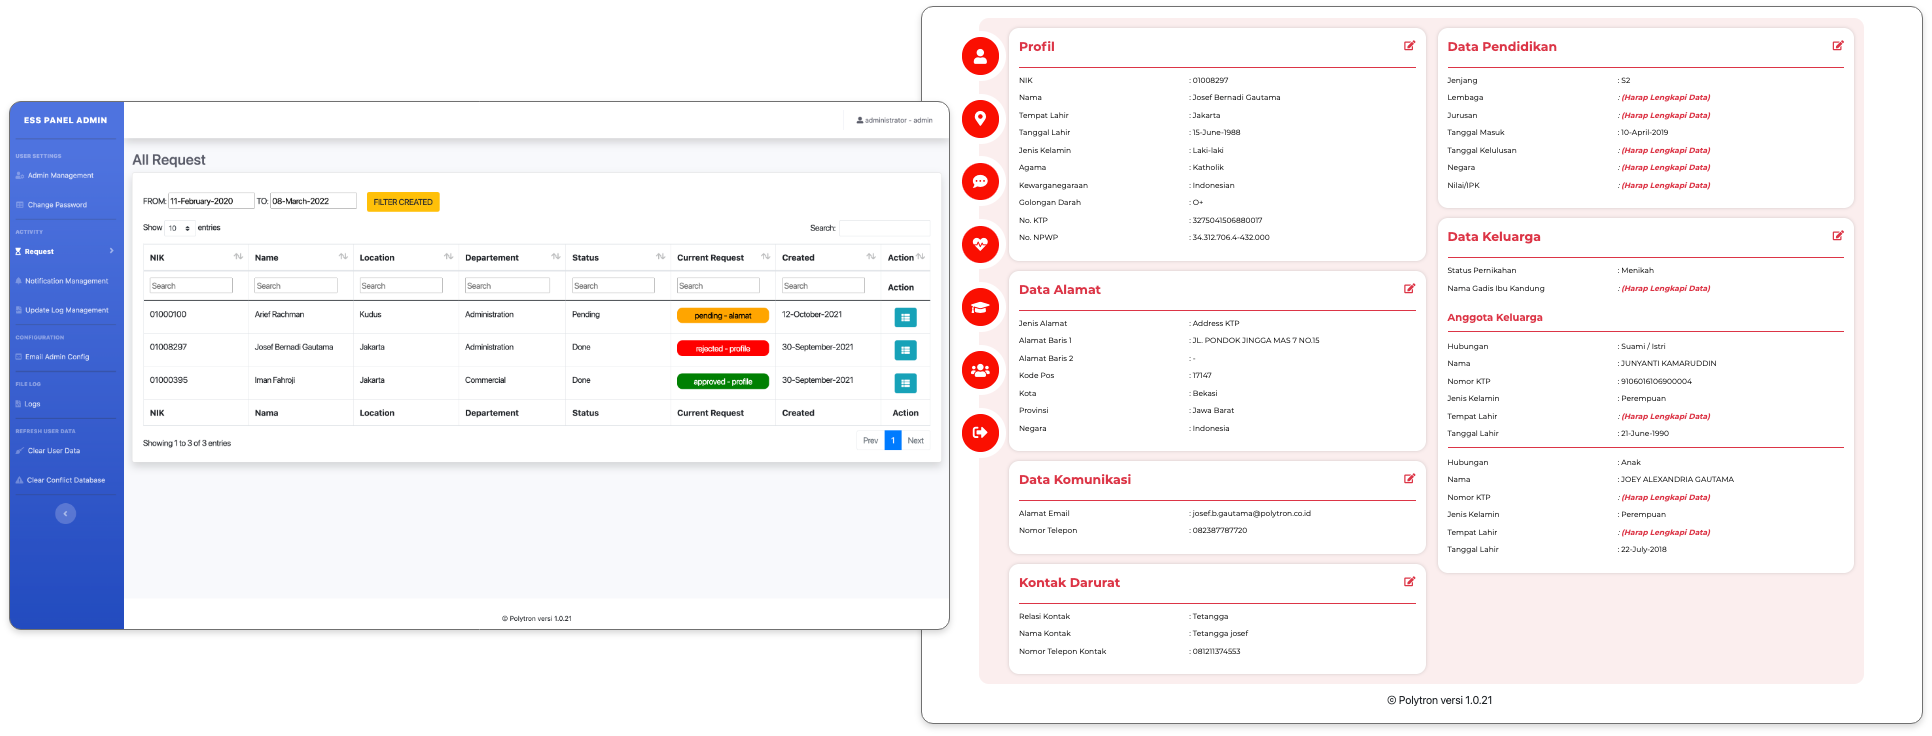 ESS PANEL ADMIN
USER SETTINGS
Admin Management
Change Password
ACTIVITY
Request
Notification Management
Update Log Management
CONFIGURATION
Email Admin Config
FILE LOG
Logs
REFRESH USER DATA
Clear User Data
Clear Conflict Database
administrator - admin
All Request
FROM: 11-February-2020 TO: 08-March-2022 FILTER CREATED
Show 10 entries Search:
NIK Name Location Departement Status Current Request Created Action
Search Search Search Search Search Search Search Action
01000100 Arief Rachman Kudus Administration Pending pending - alamat 12-October-2021
01008297 Josef Bernadi Gautama Jakarta Administration Done rejected - profile 30-September-2021
01000395 Iman Fahroji Jakarta Commercial Done approved - profile 30-September-2021
NIK Name Location Departement Status Current Request Created Action
Showing 1 to 3 of 3 entries Prev 1 Next
© Polytron versi 1.0.21
Profil
NIK : 01008297
Nama : Josef Bernadi Gautama
Tempat Lahir : Jakarta
Tanggal Lahir : 15-June-1988
Jenis Kelamin : Laki-laki
Agama : Katholik
Kewarganegaraan : Indonesian
Golongan Darah : O+
No. KTP : 3275041506880017
No. NPWP : 34.312.706.4-432.000
Data Alamat
Jenis Alamat : Address KTP
Alamat Baris 1 : JL. PONDOK JINGGA MAS 7 NO.15
Alamat Baris 2 : -
Kode Pos : 17147
Kota : Bekasi
Provinsi : Jawa Barat
Negara : Indonesia
Data Komunikasi
Alamat Email : josef.b.gautama@polytron.co.id
Nomor Telepon : 082387787720
Kontak Darurat
Relasi Kontak : Tetangga
Nama Kontak : Tetangga josef
Nomor Telepon Kontak : 081211374553
Data Pendidikan
Jenjang : S2
Lembaga : (Harap Lengkapi Data)
Jurusan : (Harap Lengkapi Data)
Tanggal Masuk : 10-April-2019
Tanggal Kelulusan : (Harap Lengkapi Data)
Negara : (Harap Lengkapi Data)
Nilai/IPK : (Harap Lengkapi Data)
Data Keluarga
Status Pernikahan : Menikah
Nama Gadis Ibu Kandung : (Harap Lengkapi Data)
Anggota Keluarga
Hubungan : Suami / Istri
Nama : JUNYANTI KAMARUDDIN
Nomor KTP : 9106016106900004
Jenis Kelamin : Perempuan
Tempat Lahir : (Harap Lengkapi Data)
Tanggal Lahir : 21-June-1990
Hubungan : Anak
Nama : JOEY ALEXANDRIA GAUTAMA
Nomor KTP : (Harap Lengkapi Data)
Jenis Kelamin : Perempuan
Tempat Lahir : (Harap Lengkapi Data)
Tanggal Lahir : 22-July-2018
© Polytron versi 1.0.21